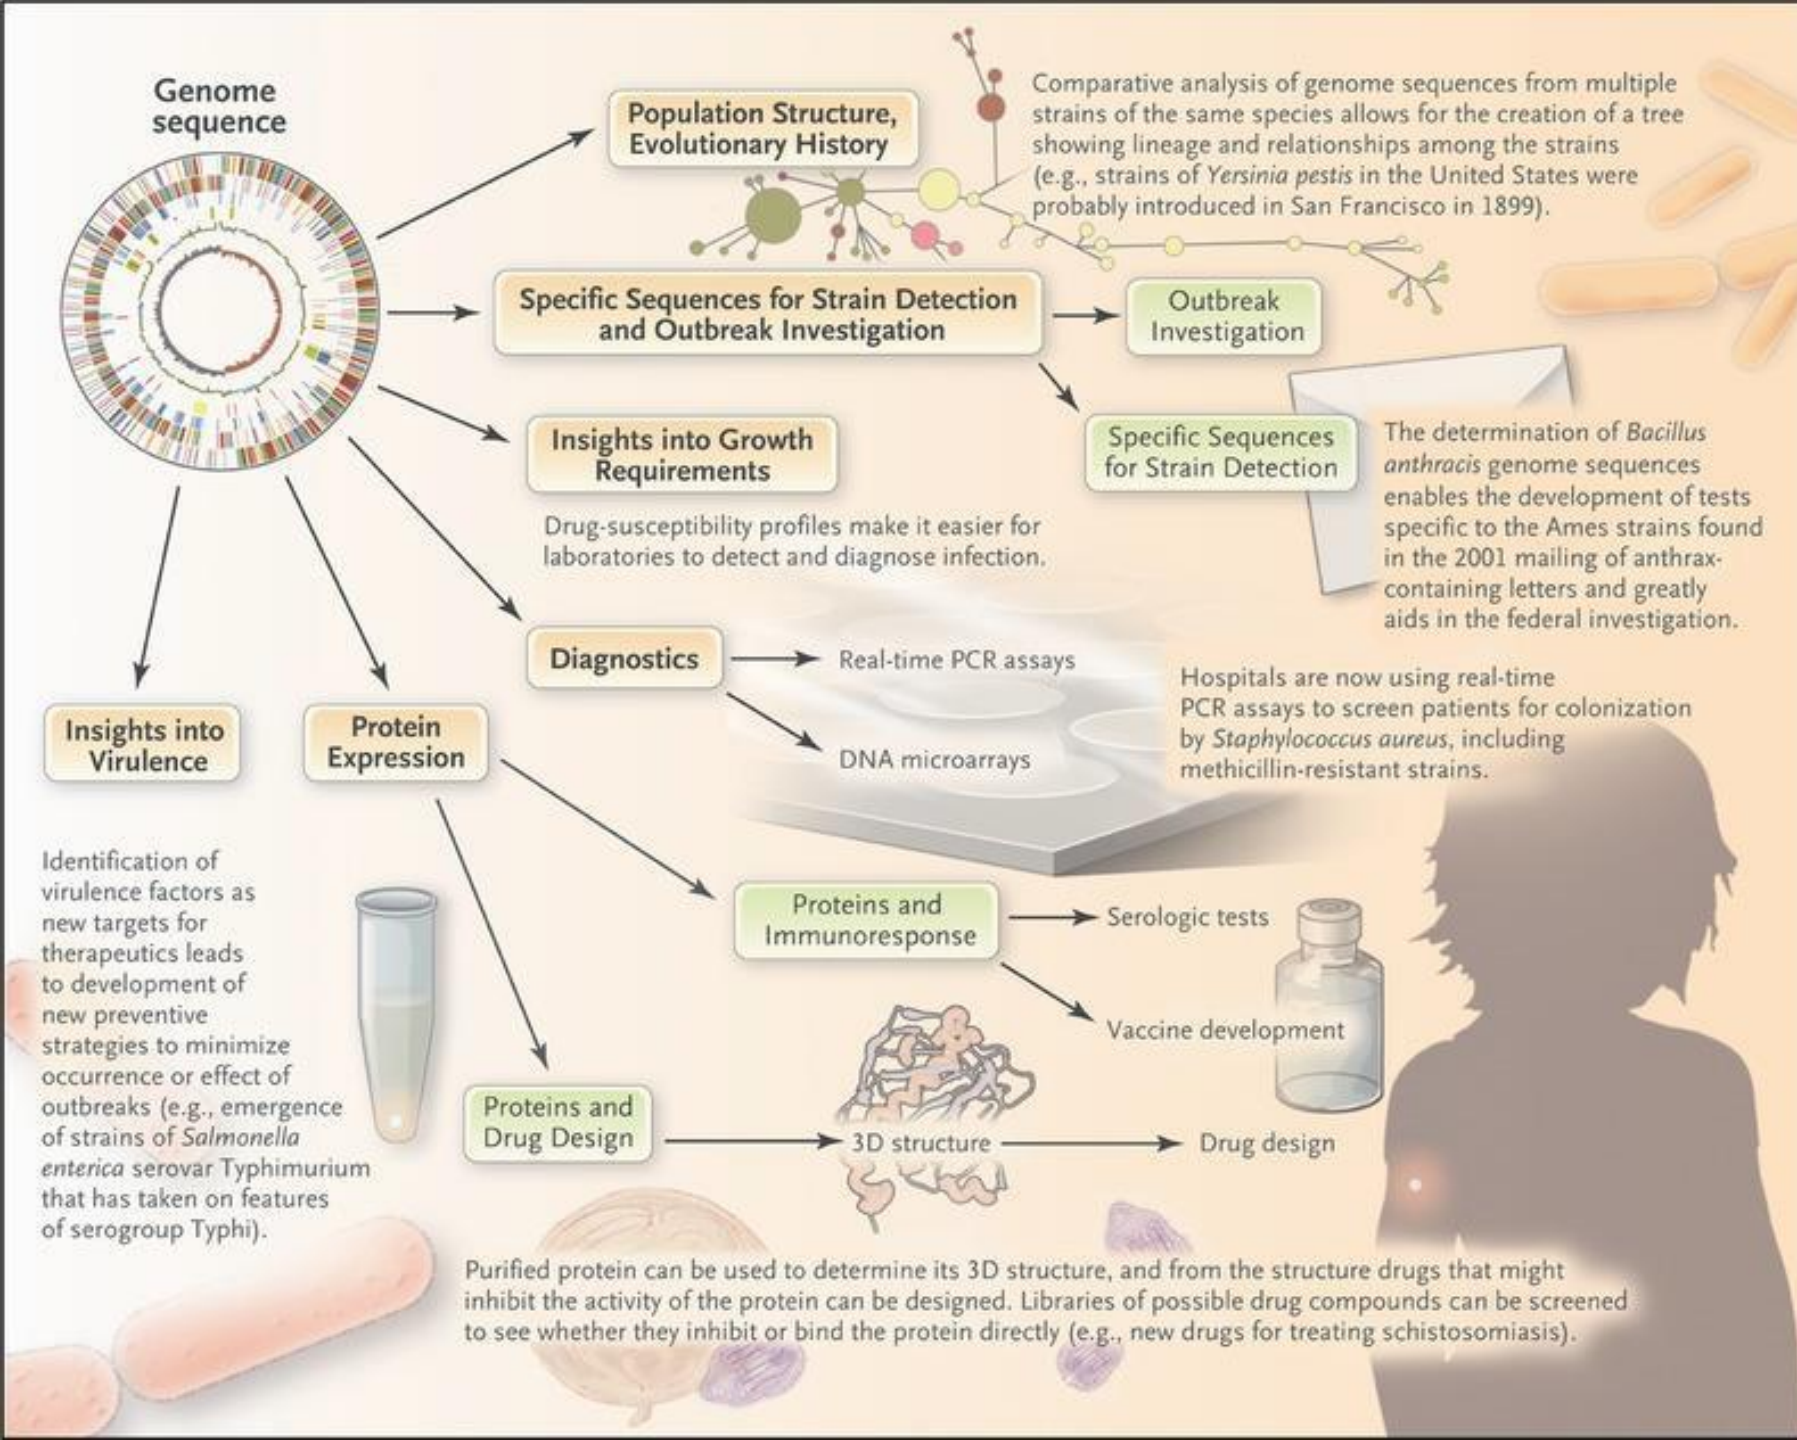 Genome
sequence
Population Structure,
Evolutionary History
Comparative analysis of genome sequences from multiple
strains of the same species allows for the creation of a tree
showing lineage and relationships among the strains
(e.g., strains of Yersinia pestis in the United States were
probably introduced in San Francisco in 1899).
Specific Sequences for Strain Detection
and Outbreak Investigation
Outbreak
Investigation
Specific Sequences
for Strain Detection
The determination of Bacillus
anthracis genome sequences
enables the development of tests
specific to the Ames strains found
in the 2001 mailing of anthrax-
containing letters and greatly
aids in the federal investigation.
Insights into Growth
Requirements
Drug-susceptibility profiles make it easier for
laboratories to detect and diagnose infection.
Diagnostics
Real-time PCR assays
DNA microarrays
Hospitals are now using real-time
PCR assays to screen patients for colonization
by Staphylococcus aureus, including
methicillin-resistant strains.
Insights into
Virulence
Identification of
virulence factors as
new targets for
therapeutics leads
to development of
new preventive
strategies to minimize
occurrence or effect of
outbreaks (e.g., emergence
of strains of Salmonella
enterica serovar Typhimurium
that has taken on features
of serogroup Typhi).
Protein
Expression
Proteins and
Immunoresponse
Serologic tests
Vaccine development
Proteins and
Drug Design
3D structure
Drug design
Purified protein can be used to determine its 3D structure, and from the structure drugs that might
inhibit the activity of the protein can be designed. Libraries of possible drug compounds can be screened
to see whether they inhibit or bind the protein directly (e.g., new drugs for treating schistosomiasis).